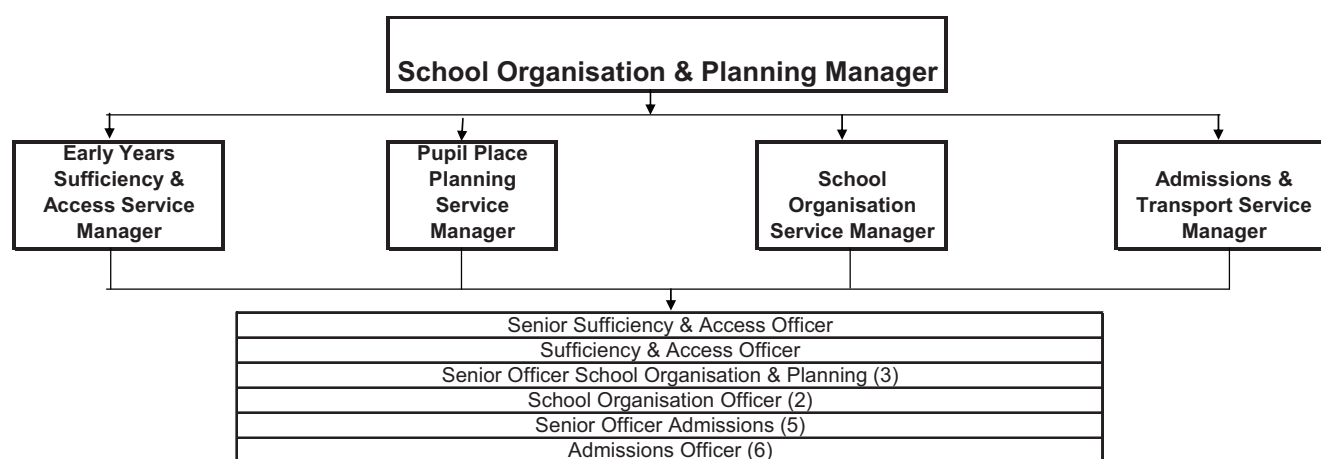 School Organisation & Planning Manager
Early Years
Sufficiency &
Access Service
Manager
Pupil Place
Planning
Service
Manager
School
Organisation
Service Manager
Admissions &
Transport Service
Manager
Senior Sufficiency & Access Officer
Sufficiency & Access Officer
Senior Officer School Organisation & Planning (3)
School Organisation Officer (2)
Senior Officer Admissions (5)
Admissions Officer (6)